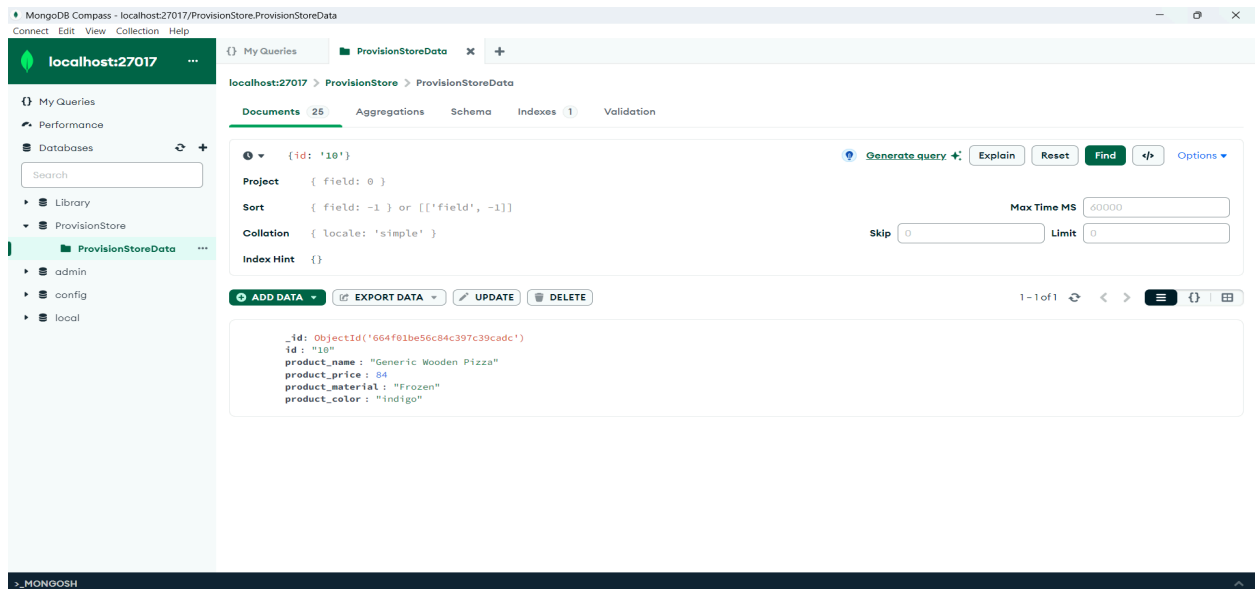 MongoDB Compass - localhost:27017/ProvisionStore.ProvisionStoreData
Connect Edit View Collection Help
localhost:27017 ...
{} My Queries
Performance
Databases
Search
Library
ProvisionStore
ProvisionStoreData ...
admin
config
local
{} My Queries
ProvisionStoreData
localhost:27017 > ProvisionStore > ProvisionStoreData
Documents 25 Aggregations Schema Indexes 1 Validation
{id: '10'} Generate query Explain Reset Find </> Options
Project { field: 0 }
Sort { field: -1 } or [['field', -1]] Max Time MS 60000
Collation { locale: 'simple' } Skip 0 Limit 0
Index Hint {}
ADD DATA EXPORT DATA UPDATE DELETE 1-1 of 1 {}
_id: ObjectId('664f01be56c84c397c39cadc')
id : "10"
product_name : "Generic Wooden Pizza"
product_price : 84
product_material : "Frozen"
product_color : "indigo"
>_MONGOSH